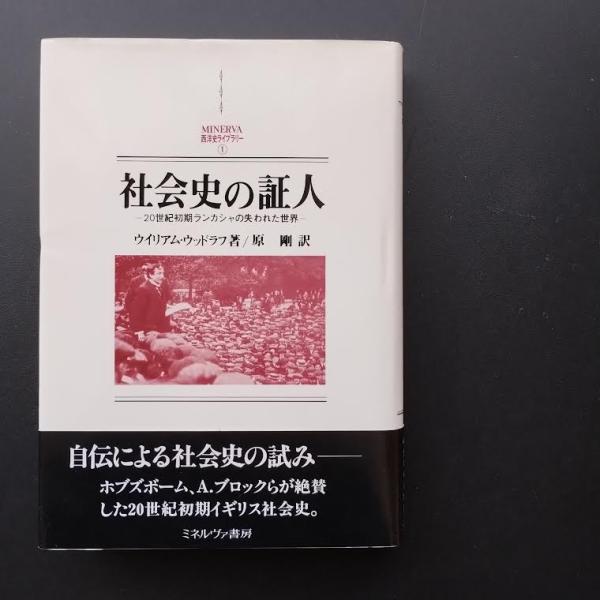 MINERVA
西洋史ライブラリー
①
社会史の証人
―20世紀初期ランカシャの失われた世界―
ウイリアム・ウッドラフ著/原 剛 訳
自伝による社会史の試み――
ホブズボーム、A.ブロックらが絶賛
した20世紀初期イギリス社会史。
ミネルヴァ書房